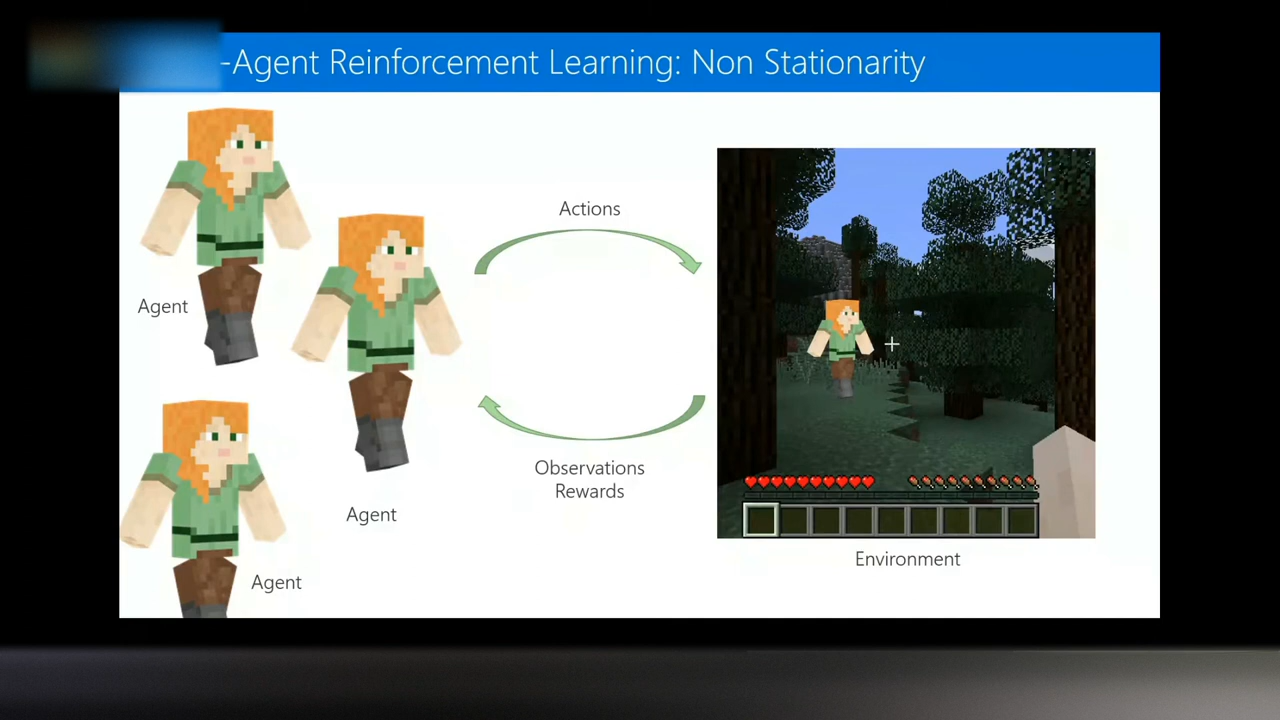 -Agent Reinforcement Learning: Non Stationarity
Actions
Agent
Observations
Rewards
Agent
Environment
Agent